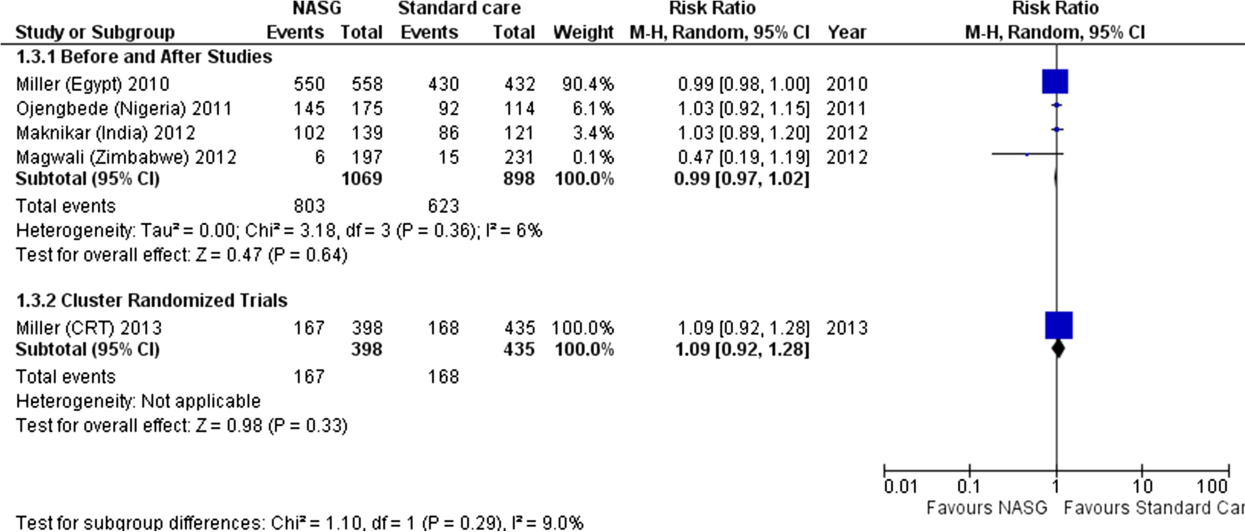 NASG Standard care Risk Ratio Risk Ratio
Study or Subgroup Events Total Events Total Weight M-H, Random, 95% CI Year M-H, Random, 95% CI
1.3.1 Before and After Studies
Miller (Egypt) 2010 550 558 430 432 90.4% 0.99 [0.98, 1.00] 2010
Ojengbede (Nigeria) 2011 145 175 92 114 6.1% 1.03 [0.92, 1.15] 2011
Maknikar (India) 2012 102 139 86 121 3.4% 1.03 [0.89, 1.20] 2012
Magwali (Zimbabwe) 2012 6 197 15 231 0.1% 0.47 [0.19, 1.19] 2012
Subtotal (95% CI) 1069 898 100.0% 0.99 [0.97, 1.02]
Total events 803 623
Heterogeneity: Tau² = 0.00; Chi² = 3.18, df = 3 (P = 0.36); I² = 6%
Test for overall effect: Z = 0.47 (P = 0.64)
1.3.2 Cluster Randomized Trials
Miller (CRT) 2013 167 398 168 435 100.0% 1.09 [0.92, 1.28] 2013
Subtotal (95% CI) 398 435 100.0% 1.09 [0.92, 1.28]
Total events 167 168
Heterogeneity: Not applicable
Test for overall effect: Z = 0.98 (P = 0.33)
0.01 0.1 1 10 100
Favours NASG Favours Standard Car
Test for subgroup differences: Chi² = 1.10, df = 1 (P = 0.29), I² = 9.0%